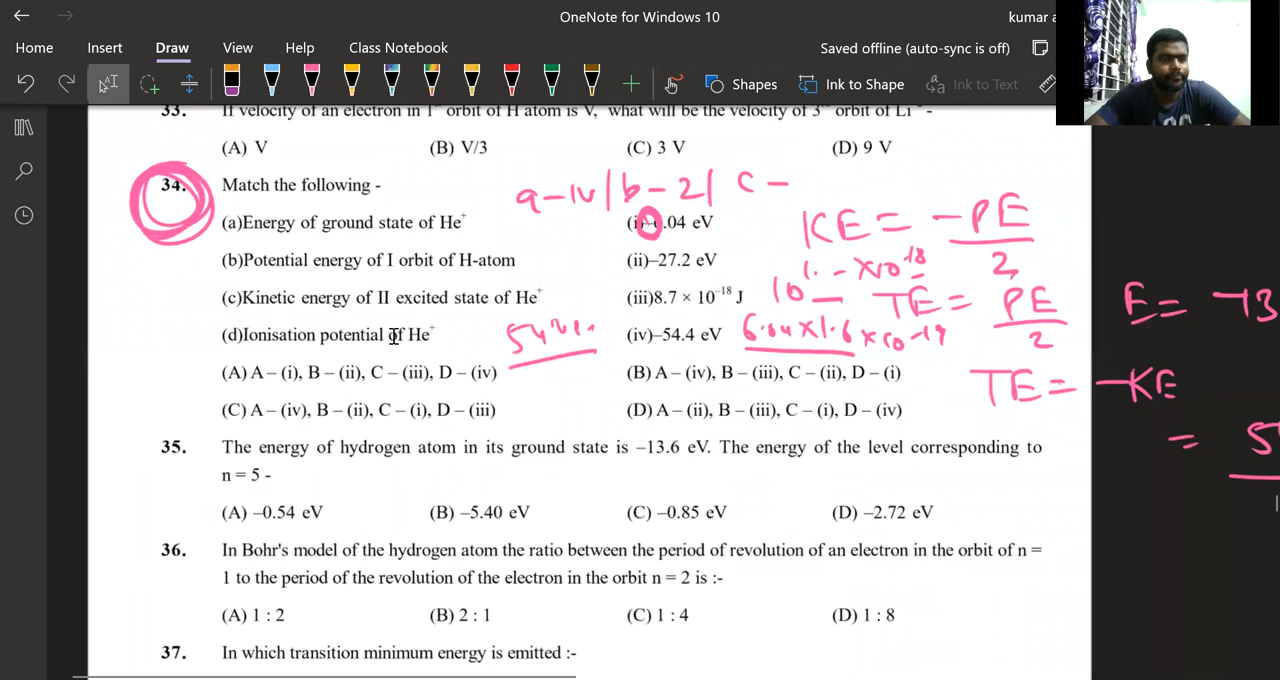 OneNote for Windows 10
kumar a
Home Insert Draw View Help Class Notebook
Saved offline (auto-sync is off)
Shapes Ink to Shape Ink to Text
33. If velocity of an electron in 1 orbit of H atom is V, what will be the velocity of 3 orbit of Li -
(A) V (B) V/3 (C) 3 V (D) 9 V
a-iv | b-2 | c-
34. Match the following -
(a)Energy of ground state of He⁺ (i) .04 eV
KE = -PE/2
(b)Potential energy of I orbit of H-atom (ii)–27.2 eV
(c)Kinetic energy of II excited state of He⁺ (iii)8.7 × 10⁻¹⁸ J
TE = PE/2
E = -13
(d)Ionisation potential of He⁺ (iv)–54.4 eV
6.04×1.6×10⁻¹⁹
(A) A – (i), B – (ii), C – (iii), D – (iv) (B) A – (iv), B – (iii), C – (ii), D – (i)
TE = -KE
(C) A – (iv), B – (ii), C – (i), D – (iii) (D) A – (ii), B – (iii), C – (i), D – (iv)
=
35. The energy of hydrogen atom in its ground state is –13.6 eV. The energy of the level corresponding to
n = 5 -
(A) –0.54 eV (B) –5.40 eV (C) –0.85 eV (D) –2.72 eV
36. In Bohr's model of the hydrogen atom the ratio between the period of revolution of an electron in the orbit of n =
1 to the period of the revolution of the electron in the orbit n = 2 is :-
(A) 1 : 2 (B) 2 : 1 (C) 1 : 4 (D) 1 : 8
37. In which transition minimum energy is emitted :-